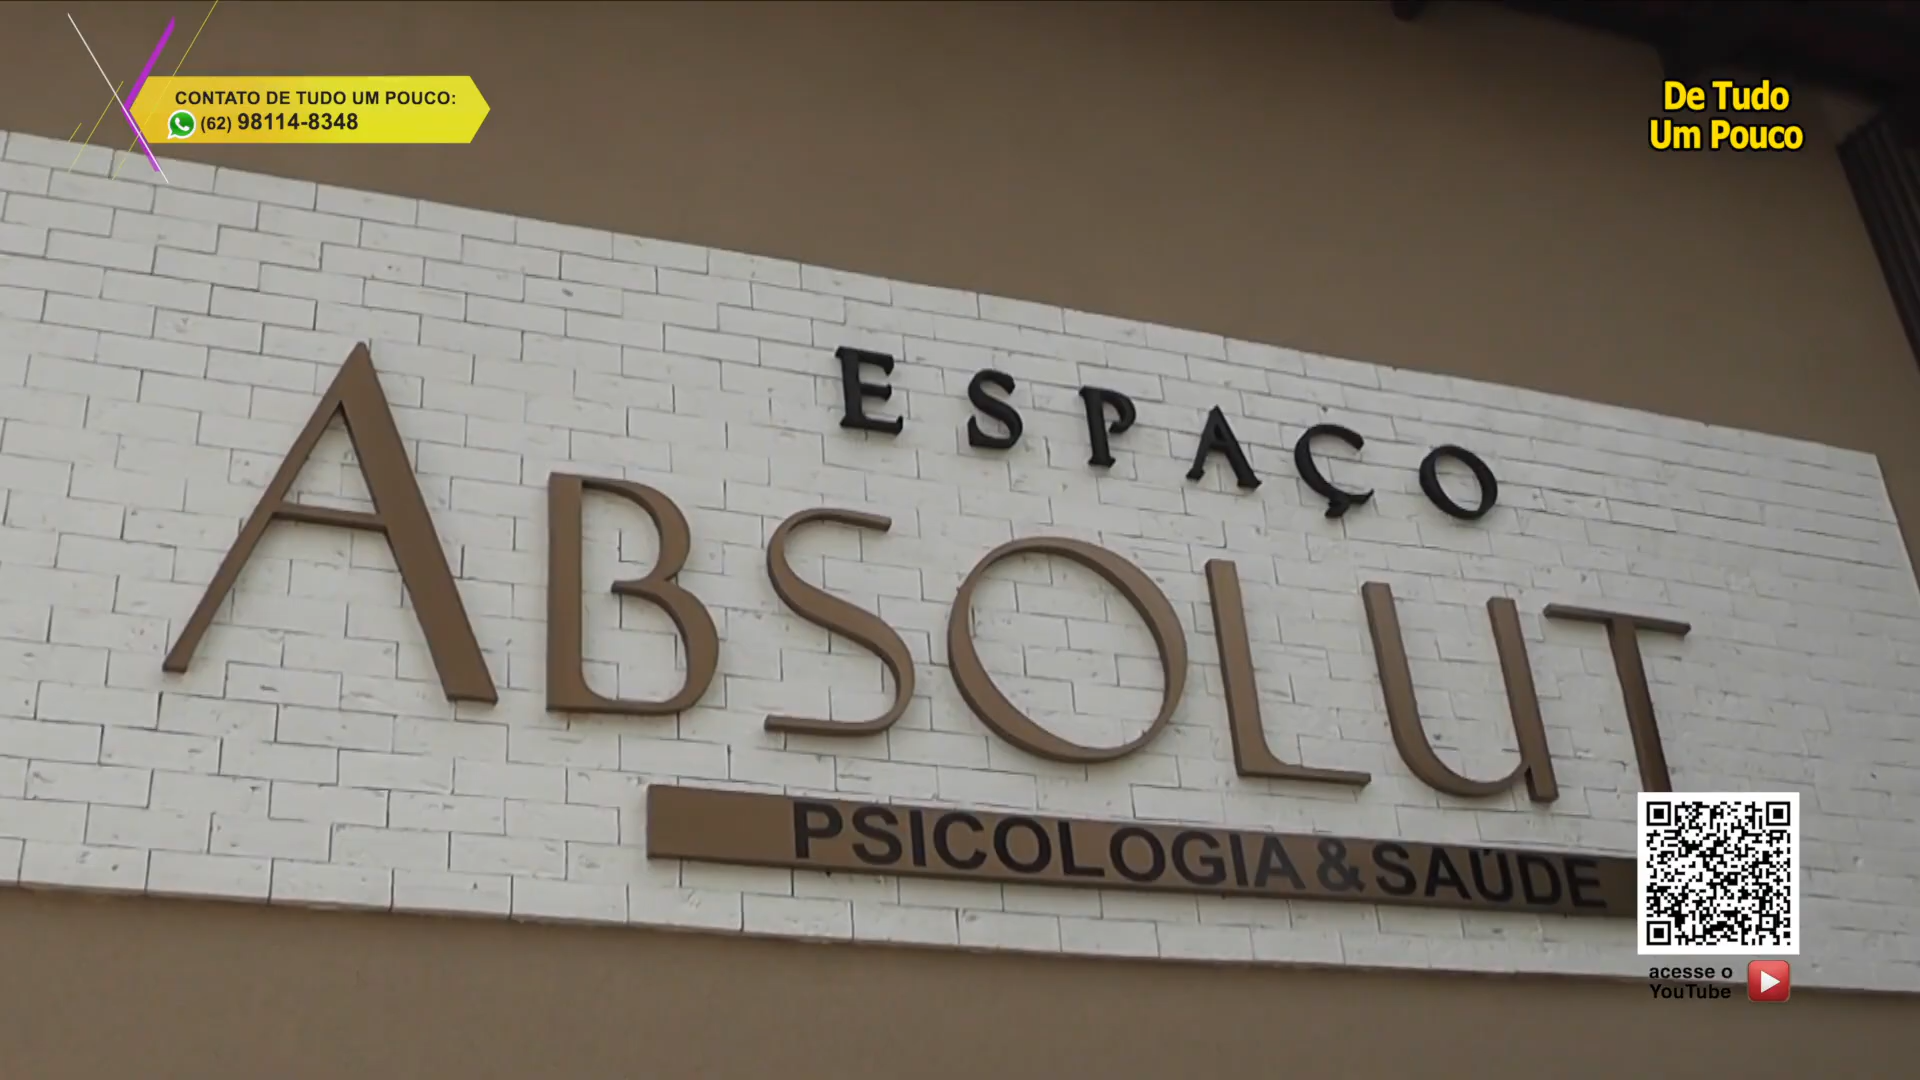 CONTATO DE TUDO UM POUCO:
(62) 98114-8348
De Tudo
Um Pouco
ESPAÇO
ABSOLUT
PSICOLOGIA & SAÚDE
acesse o
YouTube